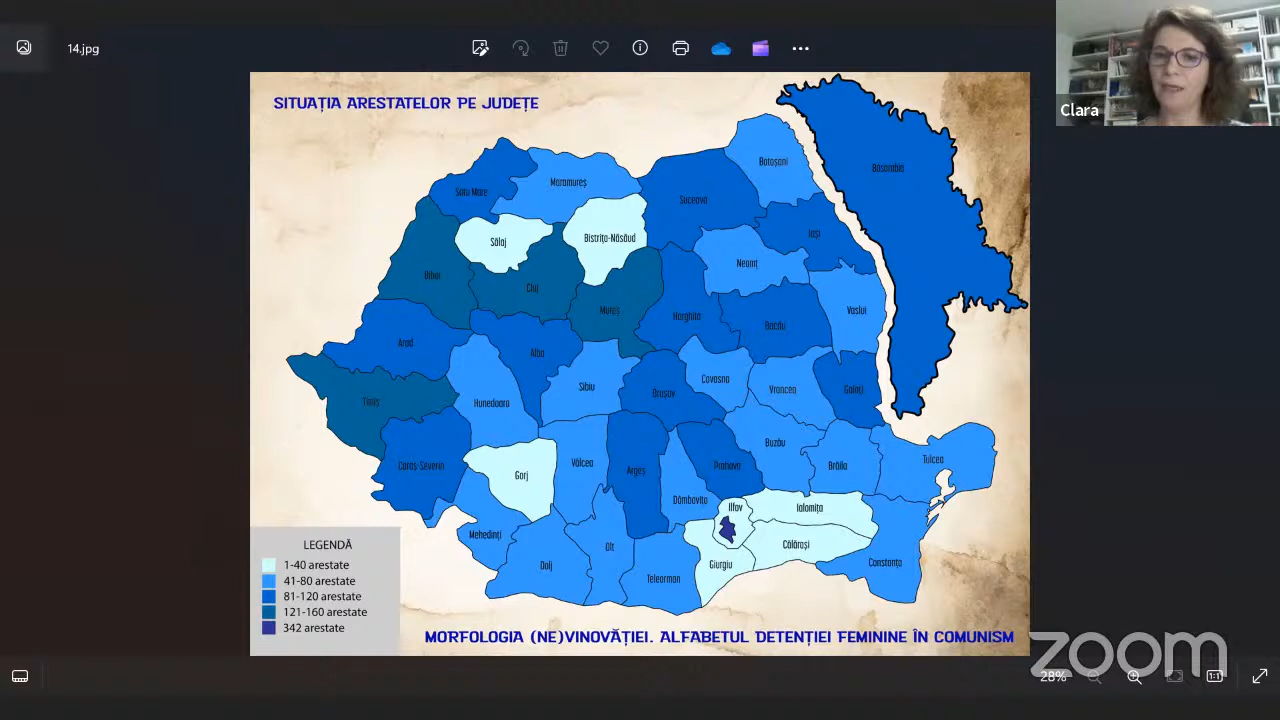 14.jpg
Clara
SITUAȚIA ARESTATELOR PE JUDEȚE
Botoșani
Basarabia
Satu Mare
Maramureș
Suceava
Sălaj
Bistrița-Năsăud
Iași
Neamț
Bihor
Cluj
Mureș
Harghita
Bacău
Vaslui
Arad
Alba
Sibiu
Covasna
Vrancea
Galați
Timiș
Hunedoara
Brașov
Caraș-Severin
Gorj
Vâlcea
Argeș
Prahova
Buzău
Brăila
Tulcea
Dâmbovița
Ilfov
Ialomița
Mehedinți
Dolj
Olt
Teleorman
Giurgiu
Călărași
Constanța
LEGENDĂ
1-40 arestate
41-80 arestate
81-120 arestate
121-160 arestate
342 arestate
MORFOLOGIA (NE)VINOVĂȚIEI. ALFABETUL DETENȚIEI FEMININE ÎN COMUNISM
zoom
28%
1:1